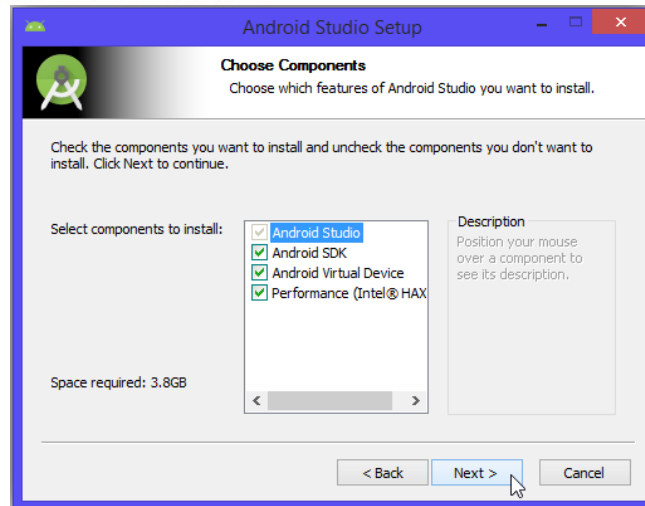 Android Studio Setup
Choose Components
Choose which features of Android Studio you want to install.
Check the components you want to install and uncheck the components you don't want to
install. Click Next to continue.
Select components to install:
Android Studio
Android SDK
Android Virtual Device
Performance (Intel® HAX
Description
Position your mouse
over a component to
see its description.
Space required: 3.8GB
< Back
Next >
Cancel